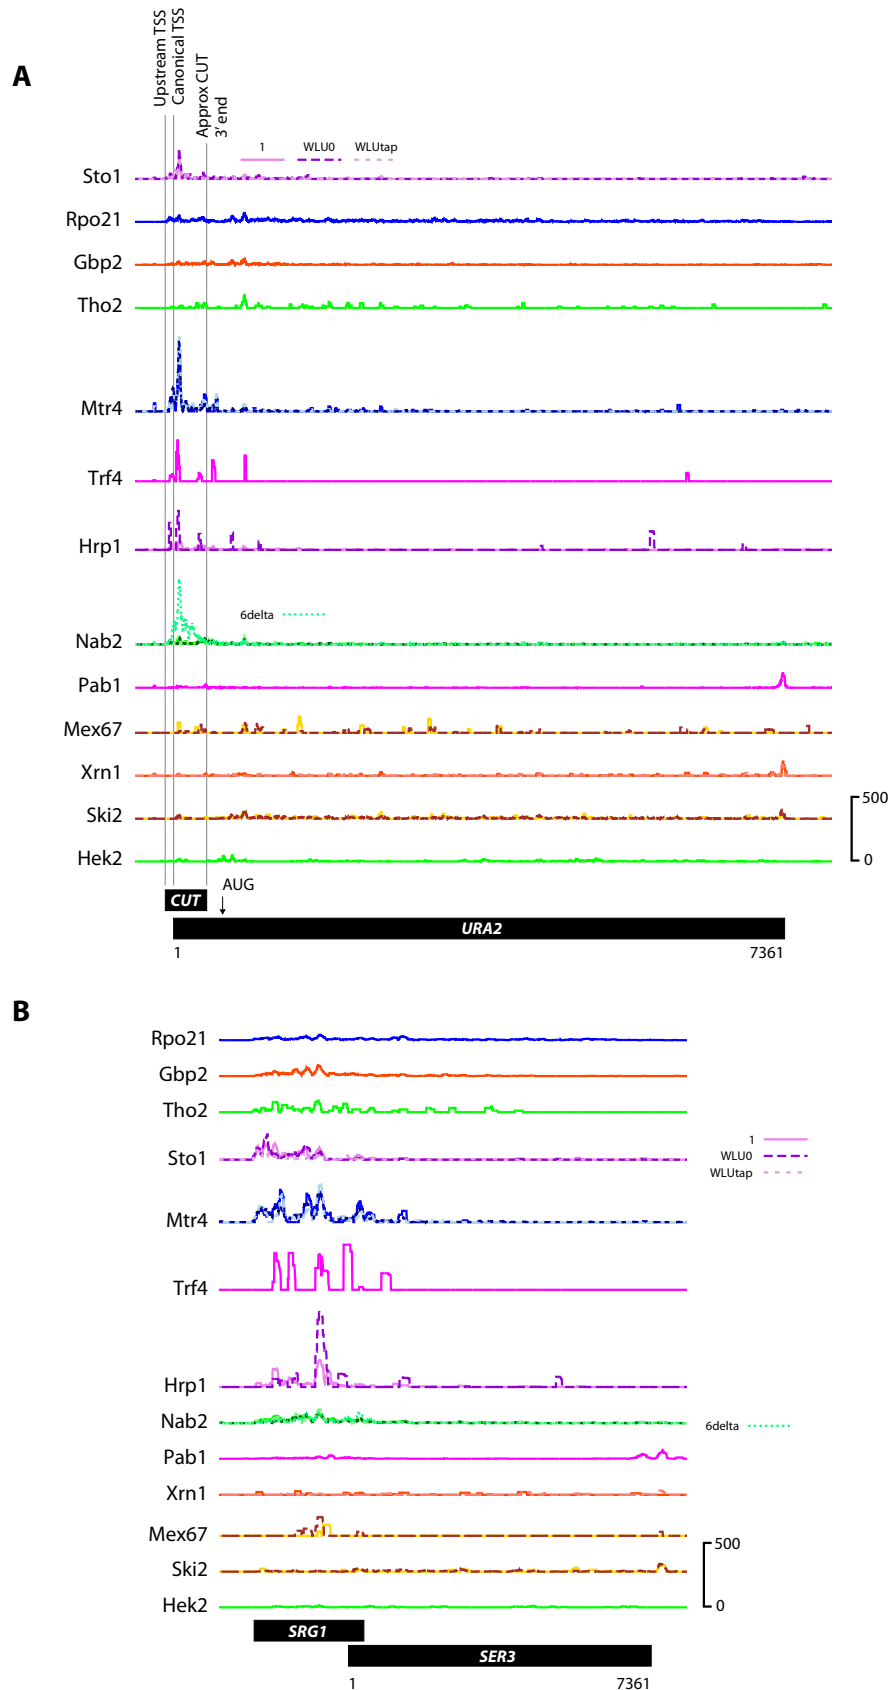 A
Upstream TSS
Canonical TSS
Approx CUT
3’ end
1
WLU0
WLUtap
Sto1
Rpo21
Gbp2
Tho2
Mtr4
Trf4
Hrp1
6delta
Nab2
Pab1
Mex67
Xrn1
Ski2
500
0
Hek2
AUG
CUT
URA2
1
7361
B
Rpo21
Gbp2
Tho2
1
WLU0
WLUtap
Sto1
Mtr4
Trf4
Hrp1
Nab2
6delta
Pab1
Xrn1
Mex67
500
Ski2
Hek2
0
SRG1
SER3
1
7361